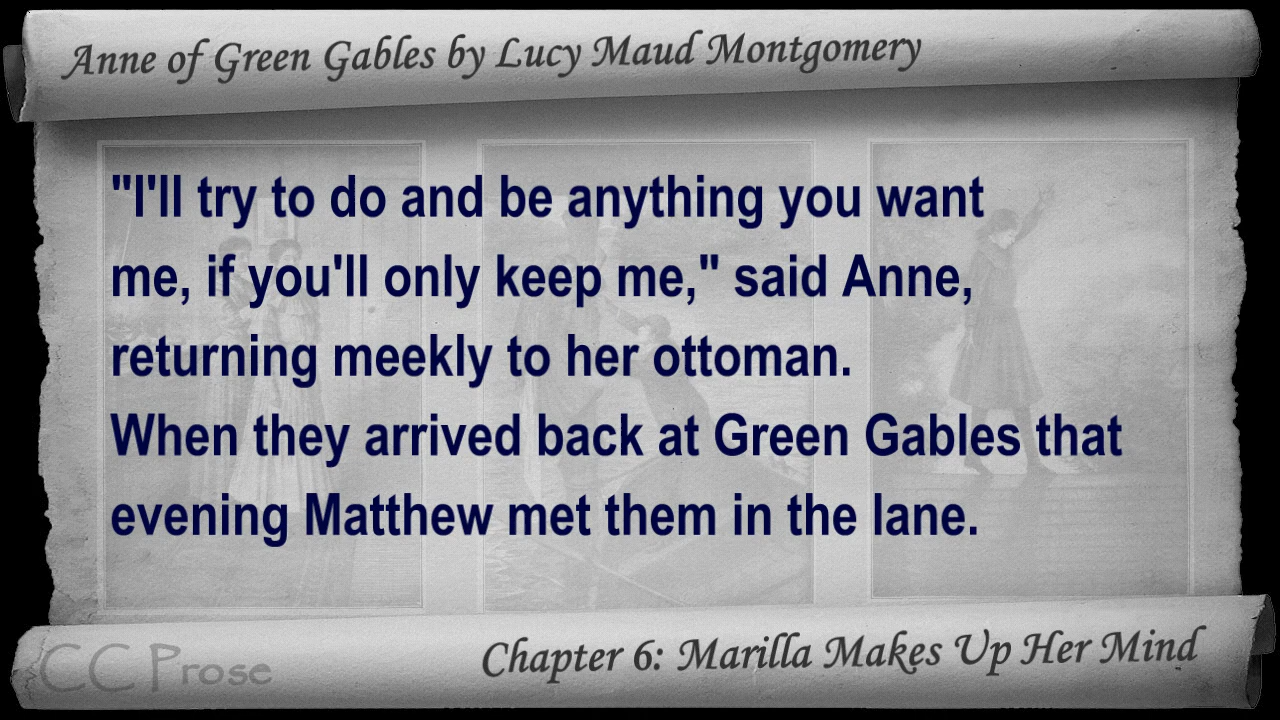 Anne of Green Gables by Lucy Maud Montgomery
"I'll try to do and be anything you want
me, if you'll only keep me," said Anne,
returning meekly to her ottoman.
When they arrived back at Green Gables that
evening Matthew met them in the lane.
Chapter 6: Marilla Makes Up Her Mind
CC Prose